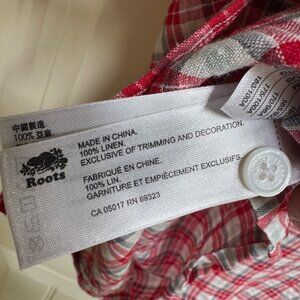 中國製造
100% 亞麻
Roots
MADE IN CHINA.
100% LINEN.
EXCLUSIVE OF TRIMMING AND DECORATION.
FABRIQUÉ EN CHINE.
100% LIN.
GARNITURE ET EMPIÈCEMENT EXCLUSIFS.
CA 05017 RN 69323